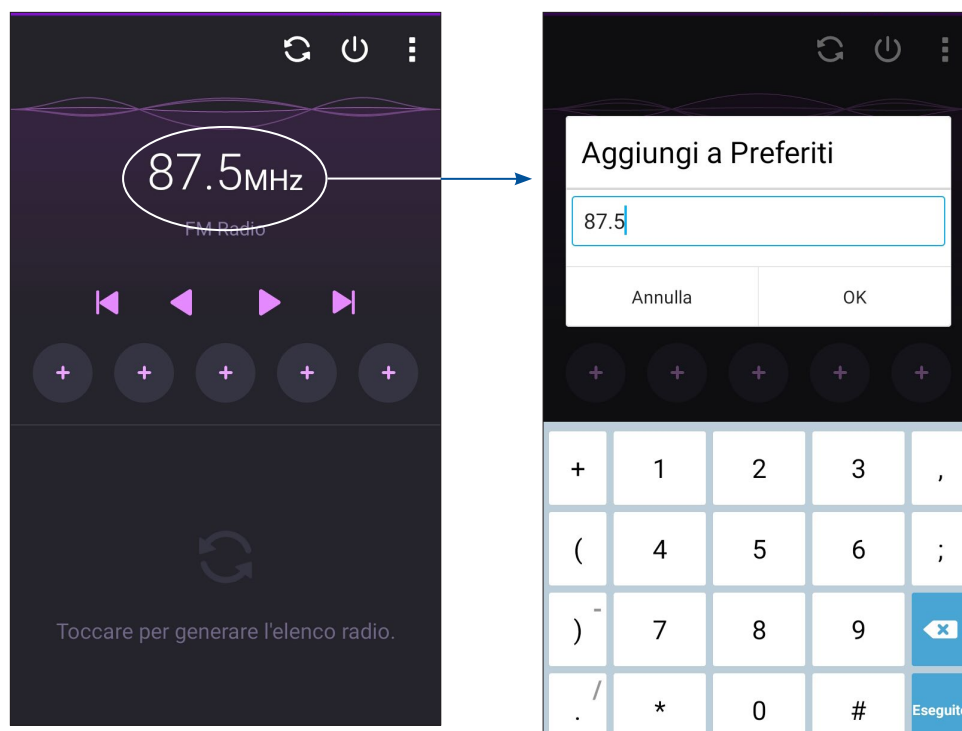 87.5MHz
FM Radio
+ + + + +
Toccare per generare l'elenco radio.
Aggiungi a Preferiti
87.5
Annulla OK
+ + + + +
+ 1 2 3 ,
( 4 5 6 ;
) - 7 8 9
. / * 0 # Eseguito